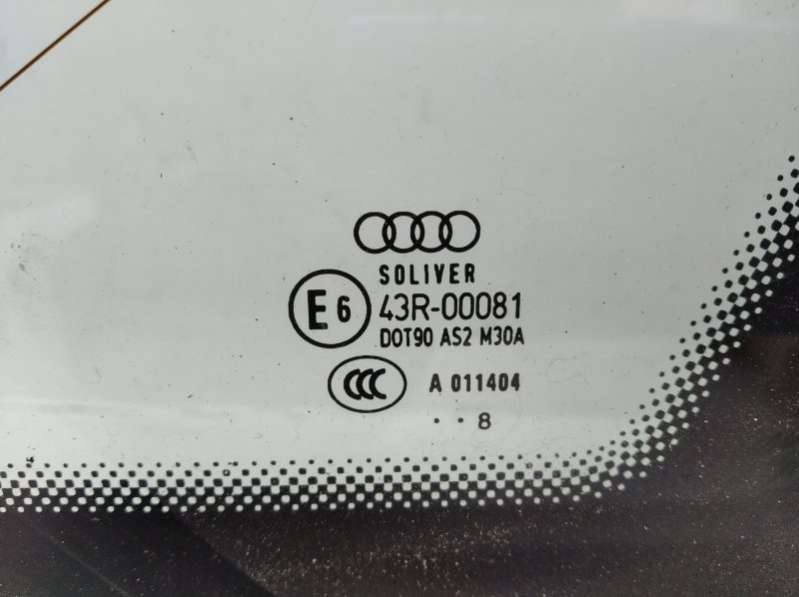 SOLIVER
E6 43R-00081
DOT90 AS2 M30A
CCC A 011404
· · 8